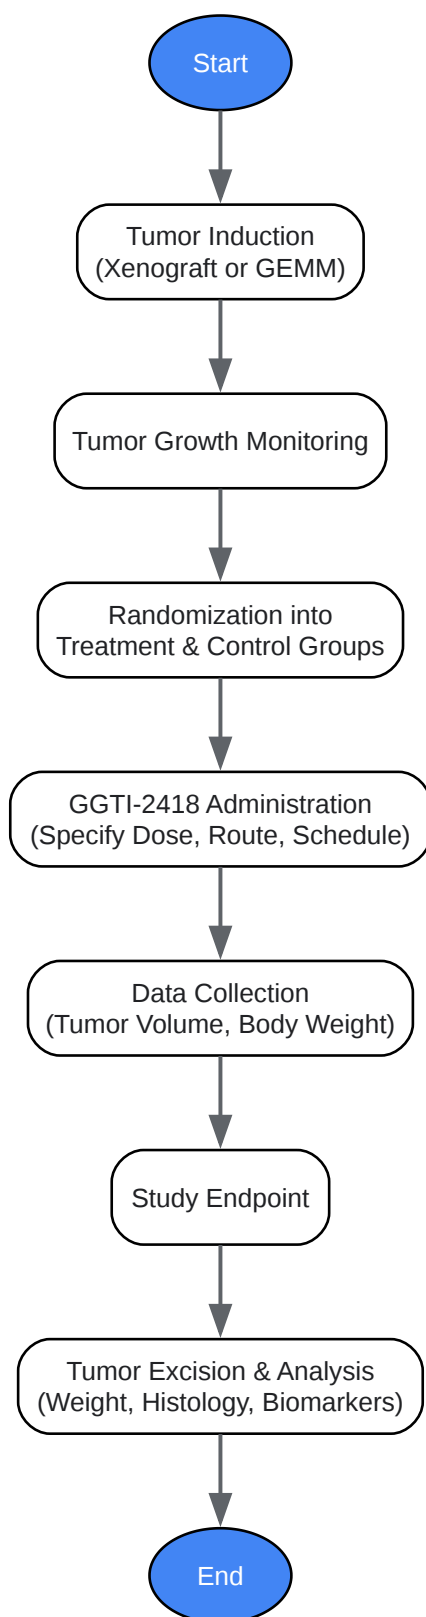 Start
Tumor Induction
(Xenograft or GEMM)
Tumor Growth Monitoring
Randomization into
Treatment & Control Groups
GGTI-2418 Administration
(Specify Dose, Route, Schedule)
Data Collection
(Tumor Volume, Body Weight)
Study Endpoint
Tumor Excision & Analysis
(Weight, Histology, Biomarkers)
End